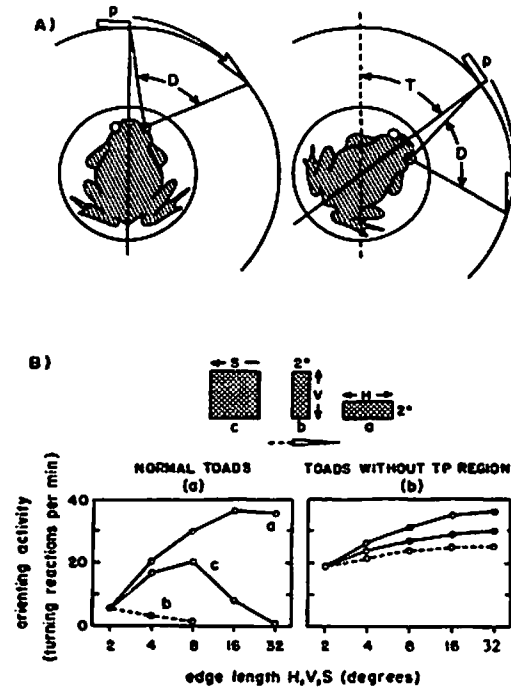 A)
P
D
P
T
D
B)
S
2°
V
H
2°
c
b
a
NORMAL TOADS
(a)
TOADS WITHOUT TP REGION
(b)
orienting activity
(turning reactions per min)
40
20
0
a
c
b
2 4 8 16 32
2 4 8 16 32
edge length H,V,S (degrees)